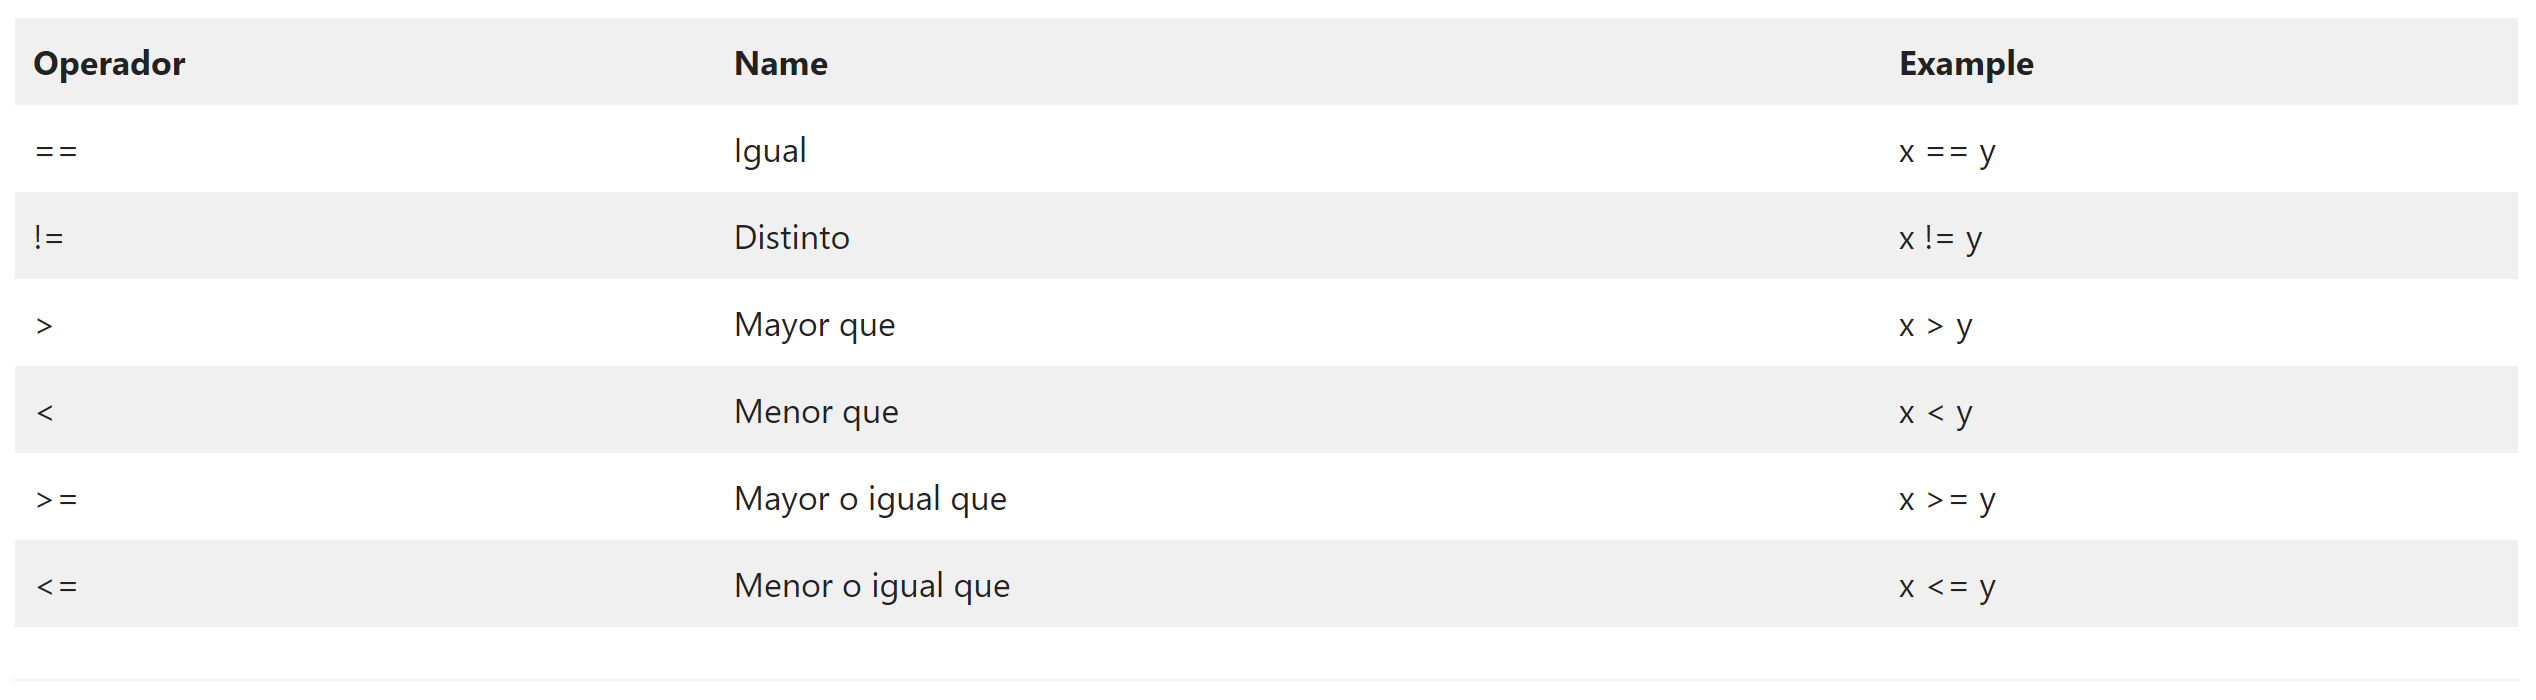 Operador Name Example
== Igual x == y
!= Distinto x != y
> Mayor que x > y
< Menor que x < y
>= Mayor o igual que x >= y
<= Menor o igual que x <= y